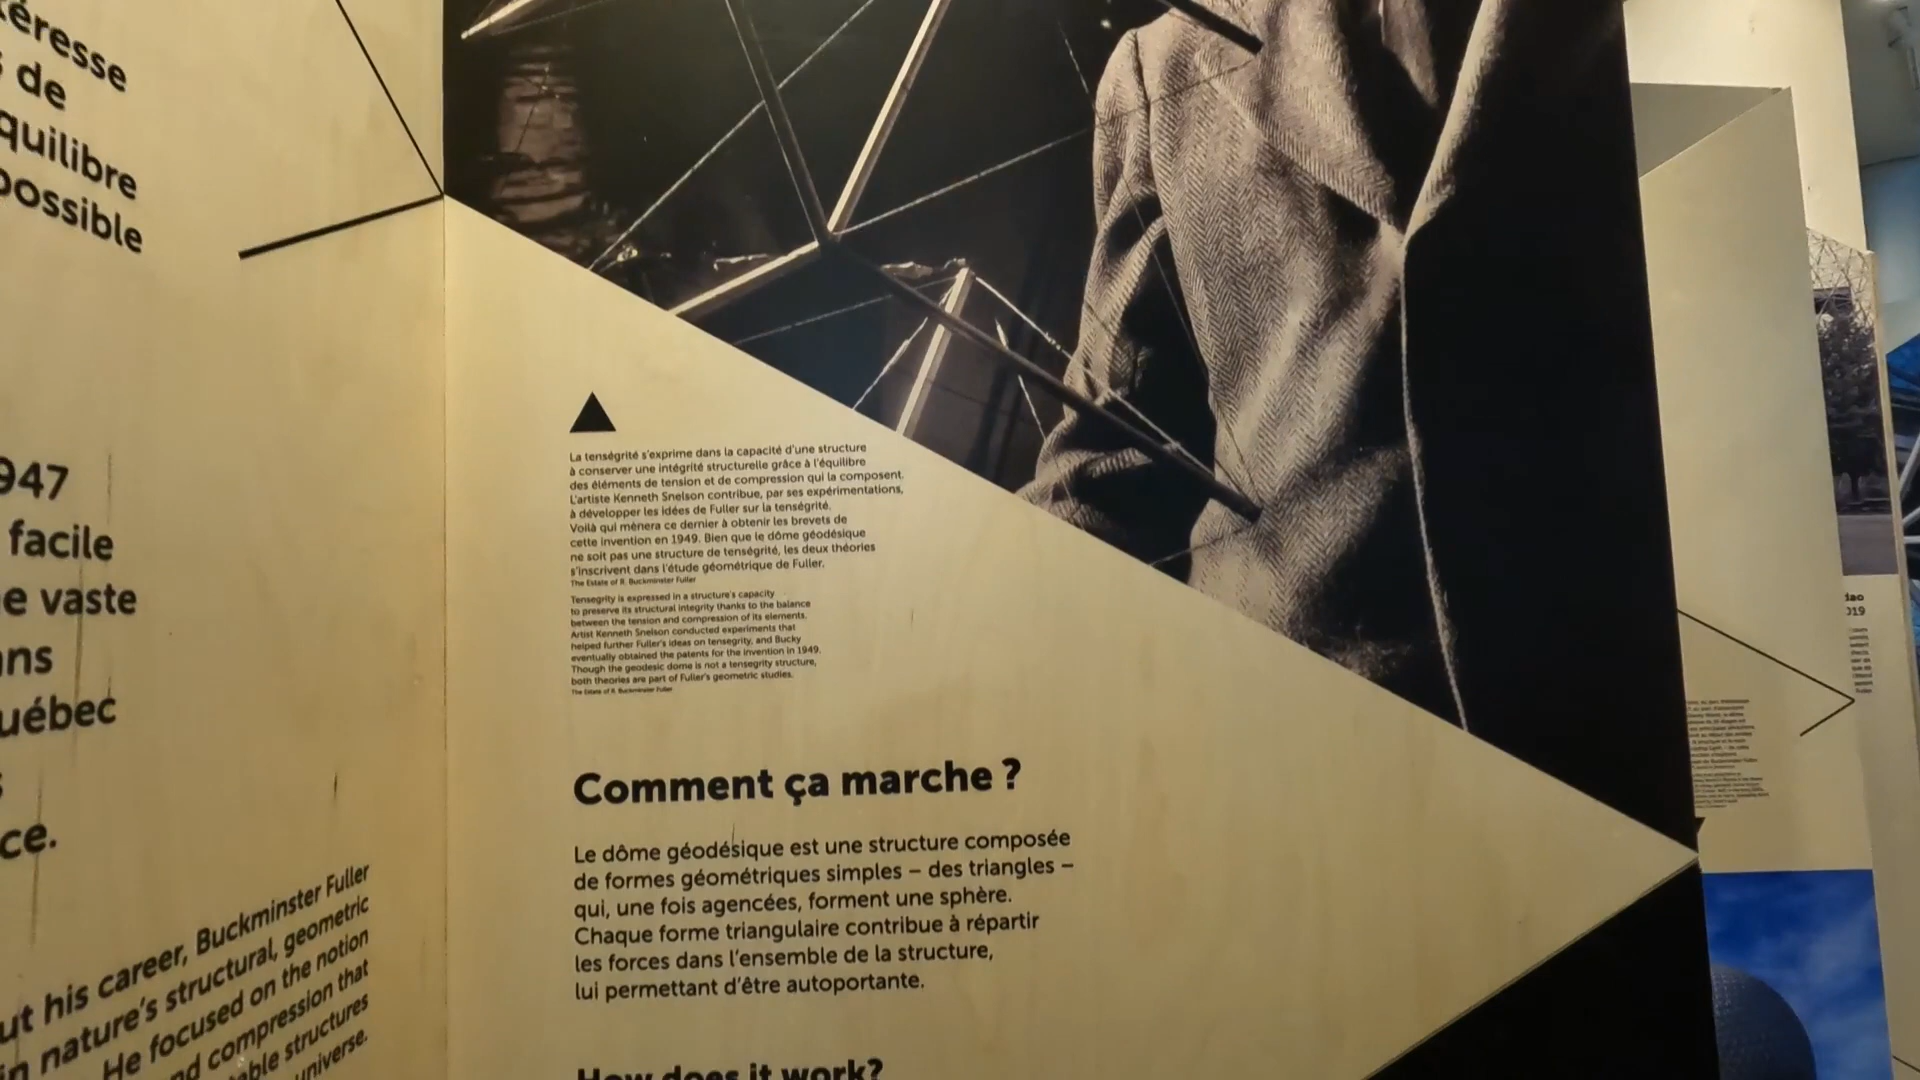 téresse
de
quilibre
possible
947
facile
e vaste
ns
uébec
ce.
ut his career, Buckminster Fuller
in nature's structural, geometric
He focused on the notion
nd compression that
able structures
universe.
La tenségrité s'exprime dans la capacité d'une structure
à conserver une intégrité structurelle grâce à l'équilibre
des éléments de tension et de compression qui la composent.
L'artiste Kenneth Snelson contribue, par ses expérimentations,
à développer les idées de Fuller sur la tenségrité.
Voilà qui mènera ce dernier à obtenir les brevets de
cette invention en 1949. Bien que le dôme géodésique
ne soit pas une structure de tenségrité, les deux théories
s'inscrivent dans l'étude géométrique de Fuller.
The Estate of R. Buckminster Fuller
Tensegrity is expressed in a structure's capacity
to preserve its structural integrity thanks to the balance
between the tension and compression of its elements.
Artist Kenneth Snelson conducted experiments that
helped further Fuller's ideas on tensegrity, and Bucky
eventually obtained the patents for the invention in 1949.
Though the geodesic dome is not a tensegrity structure,
both theories are part of Fuller's geometric studies.
The Estate of R. Buckminster Fuller
Comment ça marche ?
Le dôme géodésique est une structure composée
de formes géométriques simples – des triangles –
qui, une fois agencées, forment une sphère.
Chaque forme triangulaire contribue à répartir
les forces dans l'ensemble de la structure,
lui permettant d'être autoportante.
How does it work?
dao
019